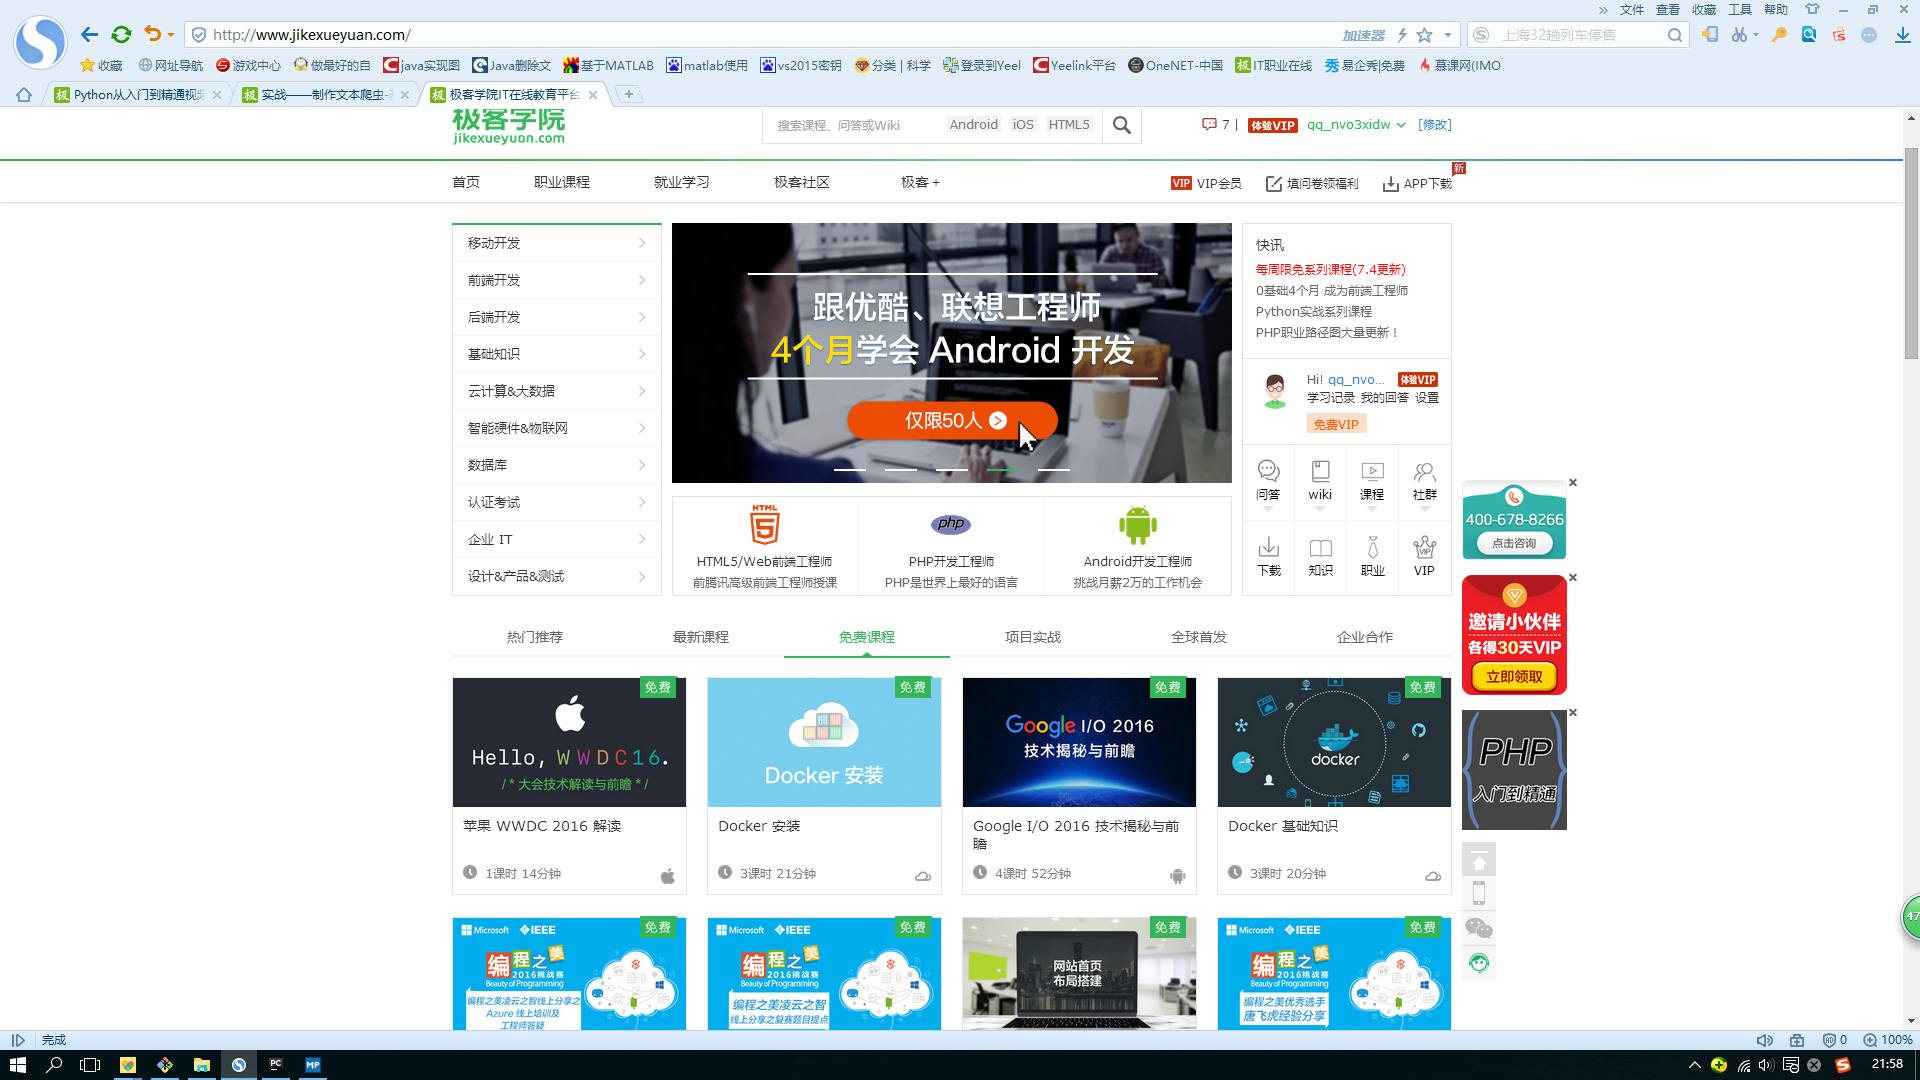 文件 查看 收藏 工具 帮助
http://www.jikexueyuan.com/
加速器
上海32趟列车停售
收藏 网址导航 游戏中心 做最好的自 java实现图 Java删除文 基于MATLAB matlab使用 vs2015密钥 分类 | 科学 登录到Yeel Yeelink平台 OneNET-中国 IT职业在线 易企秀|免费 慕课网(IMO
Python从入门到精通视频 实战——制作文本爬虫- 极客学院IT在线教育平台
极客学院
jikexueyuan.com
搜索课程、问答或Wiki Android iOS HTML5
7 | 体验VIP qq_nvo3xidw [修改]
首页 职业课程 就业学习 极客社区 极客+
VIP VIP会员 填问卷领福利 APP下载 新
移动开发
前端开发
后端开发
基础知识
云计算&大数据
智能硬件&物联网
数据库
认证考试
企业 IT
设计&产品&测试
跟优酷、联想工程师
4个月学会 Android 开发
仅限50人
HTML 5
HTML5/Web前端工程师
前腾讯高级前端工程师授课
php
PHP开发工程师
PHP是世界上最好的语言
Android开发工程师
挑战月薪2万的工作机会
快讯
每周限免系列课程(7.4更新)
0基础4个月 成为前端工程师
Python实战系列课程
PHP职业路径图大量更新！
Hi! qq_nvo... 体验VIP
学习记录 我的回答 设置
免费VIP
问答 wiki 课程 社群
下载 知识 职业 VIP
400-678-8266
点击咨询
邀请小伙伴
各得30天VIP
立即领取
PHP
入门到精通
热门推荐 最新课程 免费课程 项目实战 全球首发 企业合作
免费
Hello, WWDC16.
/ * 大会技术解读与前瞻 * /
苹果 WWDC 2016 解读
1课时 14分钟
免费
Docker 安装
Docker 安装
3课时 21分钟
免费
Google I/O 2016
技术揭秘与前瞻
Google I/O 2016 技术揭秘与前
瞻
4课时 52分钟
免费
docker
Docker 基础知识
3课时 20分钟
免费
Microsoft IEEE
编程之美
2016挑战赛
Beauty of Programming
编程之美凌云之智线上分享之
Azure 线上培训及
工程师答疑
免费
Microsoft IEEE
编程之美
2016挑战赛
Beauty of Programming
编程之美凌云之智
线上分享之复赛题目提点
免费
网站首页
布局搭建
免费
Microsoft IEEE
编程之美
2016挑战赛
Beauty of Programming
编程之美优秀选手
唐飞虎经验分享
47
完成
0 100%
PC MP
21:58